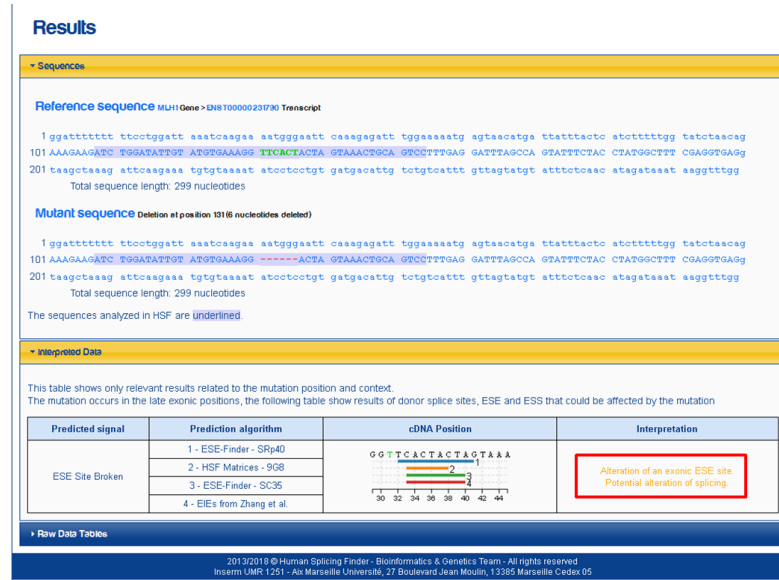 Results
Sequences
Reference sequence MLH1 Gene > ENST00000231790 Transcript
1 ggattttttt ttcctggatt aaatcaagaa aatgggaatt caaagagatt tggaaaaatg agtaacatga ttatttactc atctttttgg tatctaacag
101 AAAGAAGATC TGGATATTGT ATGTGAAAGG TTCACTACTA GTAAACTGCA GTCCTTTGAG GATTTAGCCA GTATTTCTAC CTATGGCTTT CGAGGTGAGg
201 taagctaaag attcaagaaa tgtgtaaaat atcctcctgt gatgacattg tctgtcattt gttagtatgt atttctcaac atagataaat aaggtttgg
Total sequence length: 299 nucleotides
Mutant sequence Deletion at position 131 (6 nucleotides deleted)
1 ggattttttt ttcctggatt aaatcaagaa aatgggaatt caaagagatt tggaaaaatg agtaacatga ttatttactc atctttttgg tatctaacag
101 AAAGAAGATC TGGATATTGT ATGTGAAAGG ------ACTA GTAAACTGCA GTCCTTTGAG GATTTAGCCA GTATTTCTAC CTATGGCTTT CGAGGTGAGg
201 taagctaaag attcaagaaa tgtgtaaaat atcctcctgt gatgacattg tctgtcattt gttagtatgt atttctcaac atagataaat aaggtttgg
Total sequence length: 299 nucleotides
The sequences analyzed in HSF are underlined.
Interpreted Data
This table shows only relevant results related to the mutation position and context.
The mutation occurs in the late exonic positions, the following table show results of donor splice sites, ESE and ESS that could be affected by the mutation
Predicted signal Prediction algorithm cDNA Position Interpretation
ESE Site Broken
1 - ESE-Finder - SRp40
2 - HSF Matrices - 9G8
3 - ESE-Finder - SC35
4 - EIEs from Zhang et al.
G G T T C A C T A C T A G T A A A
1
2
3
4
30 32 34 36 38 40 42 44
Alteration of an exonic ESE site.
Potential alteration of splicing.
Raw Data Tables
2013/2018 © Human Splicing Finder - Bioinformatics & Genetics Team - All rights reserved
Inserm UMR 1251 - Aix Marseille Université, 27 Boulevard Jean Moulin, 13385 Marseille Cedex 05